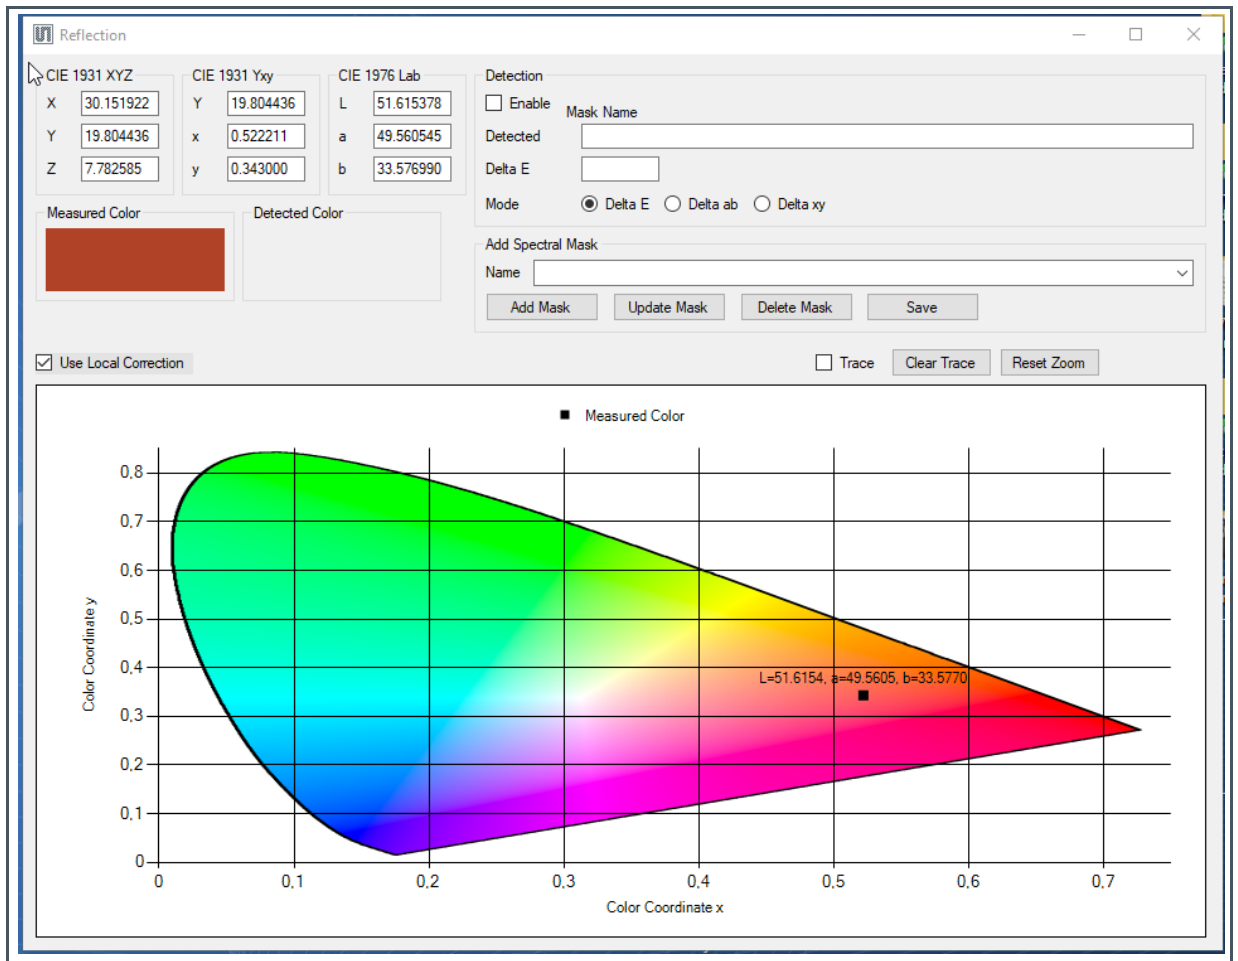 Reflection
CIE 1931 XYZ
X 30.151922
Y 19.804436
Z 7.782585
CIE 1931 Yxy
Y 19.804436
x 0.522211
y 0.343000
CIE 1976 Lab
L 51.615378
a 49.560545
b 33.576990
Measured Color
Detected Color
Detection
Enable
Mask Name
Detected
Delta E
Mode Delta E Delta ab Delta xy
Add Spectral Mask
Name
Add Mask Update Mask Delete Mask Save
Use Local Correction
Trace Clear Trace Reset Zoom
Measured Color
0,8
0,7
0,6
0,5
0,4
0,3
0,2
0,1
0
Color Coordinate y
L=51.6154, a=49.5605, b=33.5770
0 0,1 0,2 0,3 0,4 0,5 0,6 0,7
Color Coordinate x